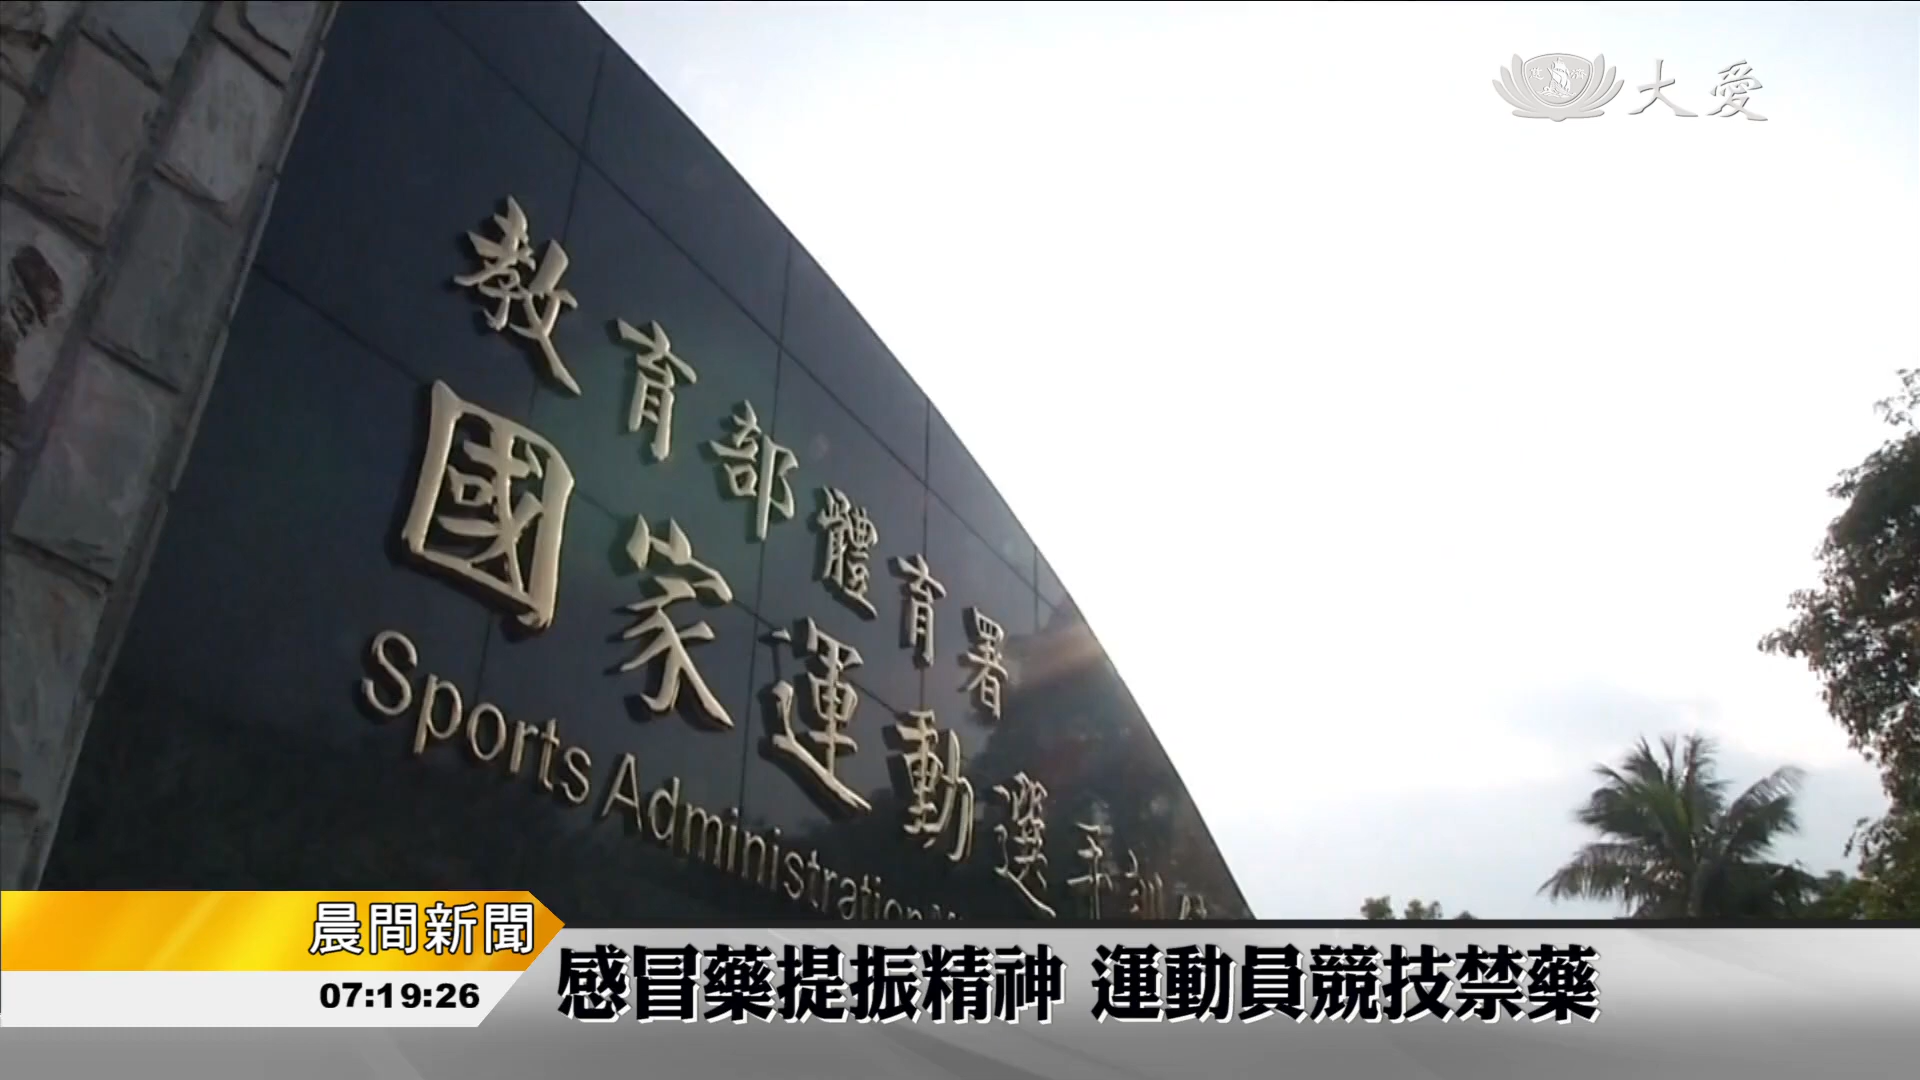 大愛
教育部體育署
國家運動選手訓
Sports Administration
晨間新聞
07:19:26
感冒藥提振精神 運動員競技禁藥